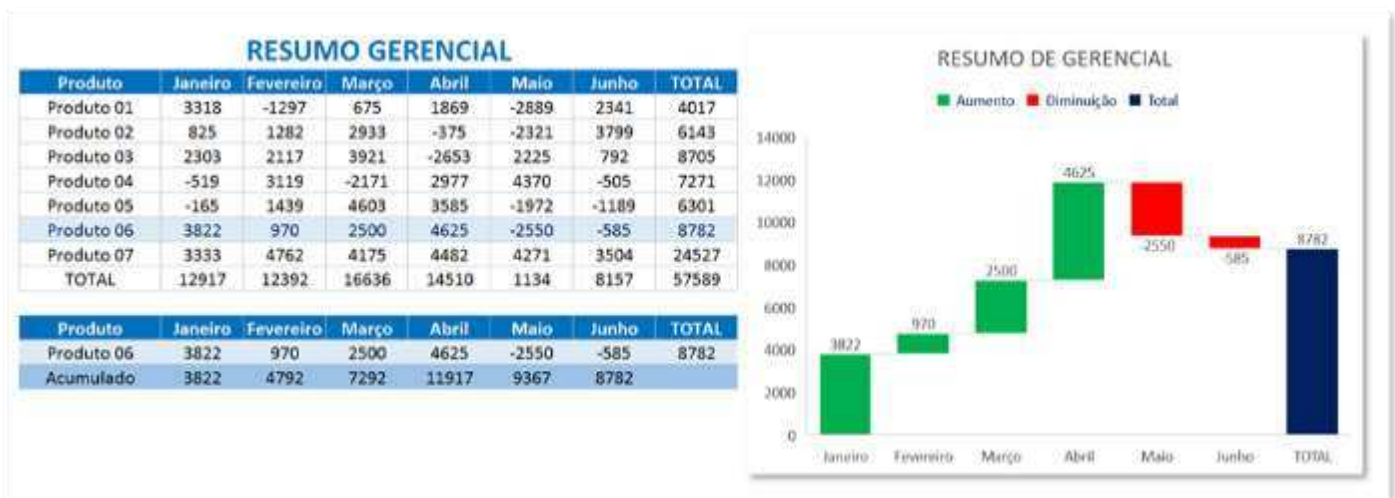 RESUMO GERENCIAL
Produto Janeiro Fevereiro Março Abril Maio Junho TOTAL
Produto 01 3318 -1297 675 1869 -2889 2341 4017
Produto 02 825 1282 2933 -375 -2321 3799 6143
Produto 03 2303 2117 3921 -2653 2225 792 8705
Produto 04 -519 3119 -2171 2977 4370 -505 7271
Produto 05 -165 1439 4603 3585 -1972 -1189 6301
Produto 06 3822 970 2500 4625 -2550 -585 8782
Produto 07 3333 4762 4175 4482 4271 3504 24527
TOTAL 12917 12392 16636 14510 1134 8157 57589
Produto Janeiro Fevereiro Março Abril Maio Junho TOTAL
Produto 06 3822 970 2500 4625 -2550 -585 8782
Acumulado 3822 4792 7292 11917 9367 8782
RESUMO DE GERENCIAL
Aumento Diminuição Total
14000
12000
10000
8000
6000
4000
2000
0
3822
970
2500
4625
-2550
-585
8782
Janeiro Fevereiro Março Abril Maio Junho TOTAL